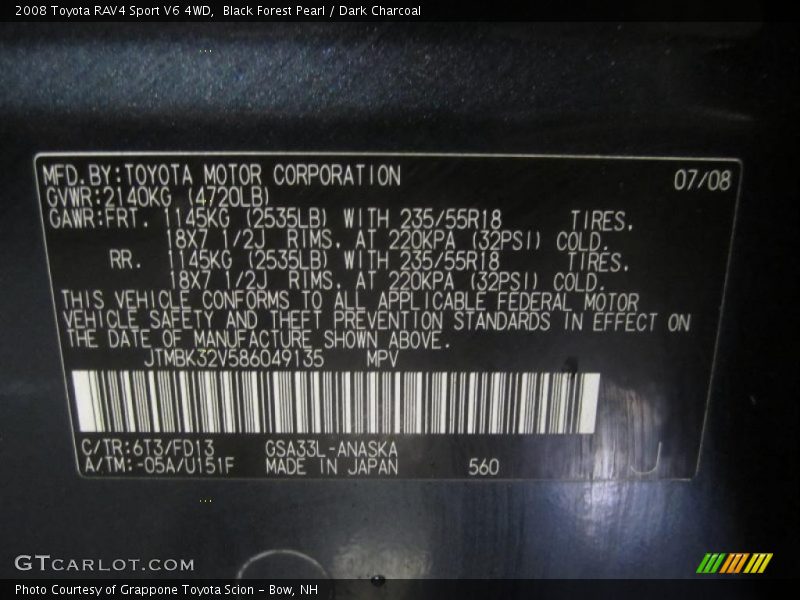 2008 Toyota RAV4 Sport V6 4WD,  Black Forest Pearl / Dark Charcoal
MFD.BY:TOYOTA MOTOR CORPORATION 07/08
GVWR:2140KG (4720LB)
GAWR:FRT. 1145KG (2535LB) WITH 235/55R18 TIRES.
18X7 1/2J RIMS. AT 220KPA (32PSI) COLD.
RR. 1145KG (2535LB) WITH 235/55R18 TIRES.
18X7 1/2J RIMS. AT 220KPA (32PSI) COLD.
THIS VEHICLE CONFORMS TO ALL APPLICABLE FEDERAL MOTOR
VEHICLE SAFETY AND THEFT PREVENTION STANDARDS IN EFFECT ON
THE DATE OF MANUFACTURE SHOWN ABOVE.
JTMBK32V586049135 MPV
C/TR:6T3/FD13 GSA33L-ANASKA
A/TM:-05A/U151F MADE IN JAPAN 560 J
GTCARLOT.COM
Photo Courtesy of Grappone Toyota Scion - Bow, NH